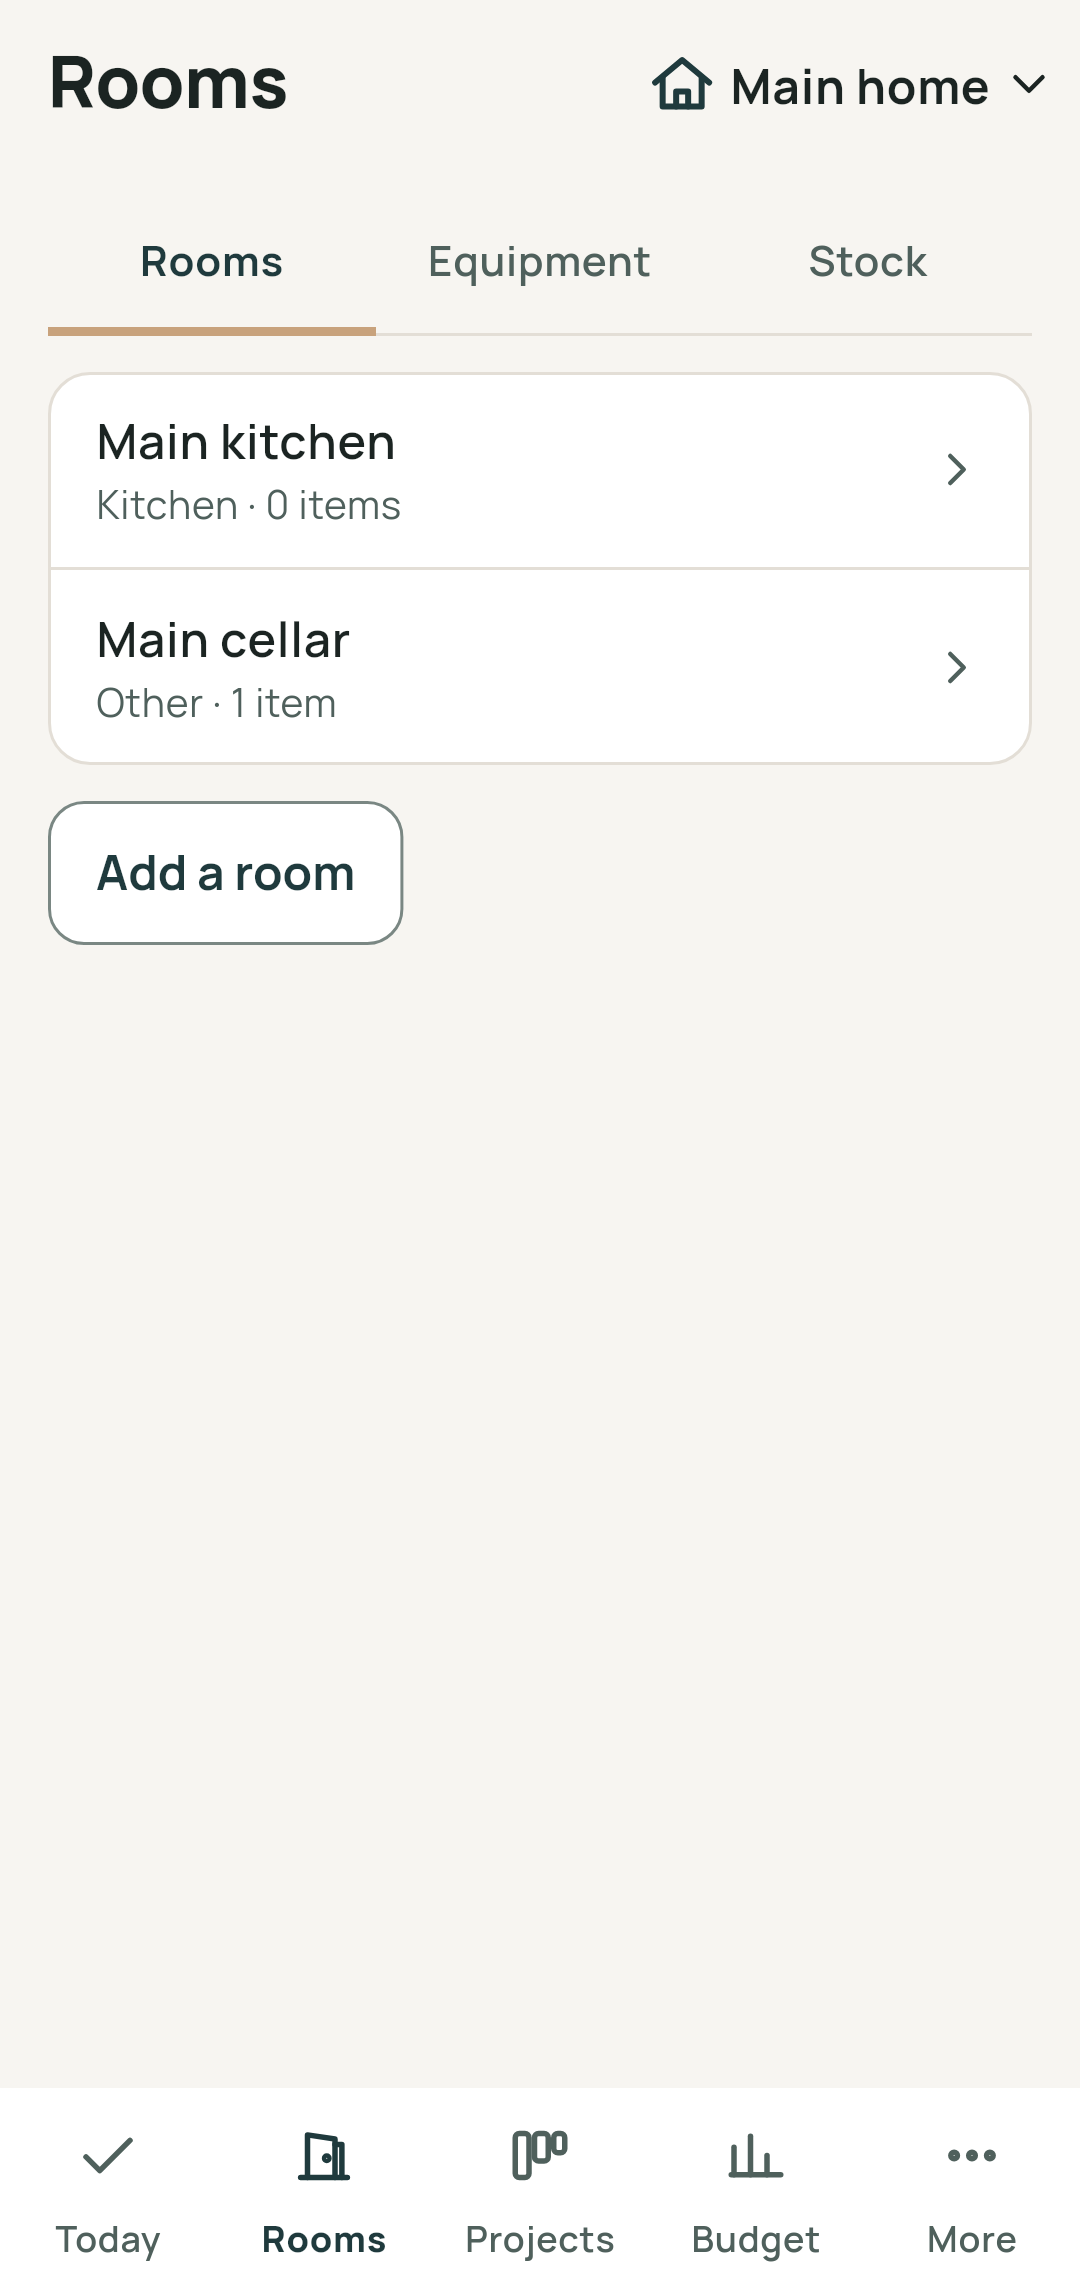 Rooms
Main home
Rooms
Equipment
Stock
Main kitchen
Kitchen · 0 items
Main cellar
Other · 1 item
Add a room
Today
Rooms
Projects
Budget
More